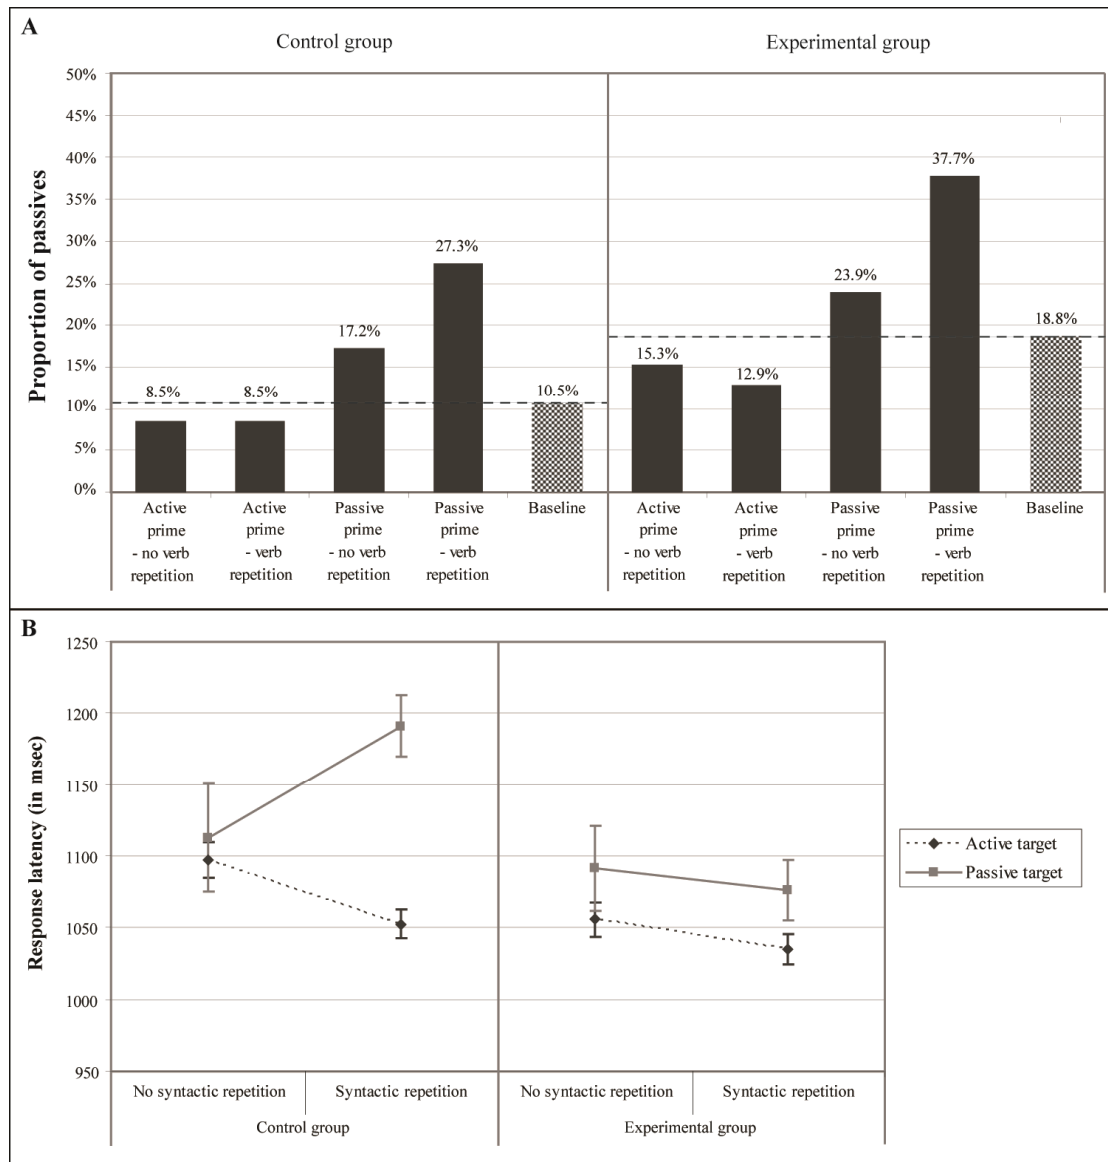 A
Control group
Experimental group
Proportion of passives
50%
45%
40%
35%
30%
25%
20%
15%
10%
5%
0%
8.5%
8.5%
17.2%
27.3%
10.5%
15.3%
12.9%
23.9%
37.7%
18.8%
Active
prime
- no verb
repetition
Active
prime
- verb
repetition
Passive
prime
- no verb
repetition
Passive
prime
- verb
repetition
Baseline
Active
prime
- no verb
repetition
Active
prime
- verb
repetition
Passive
prime
- no verb
repetition
Passive
prime
- verb
repetition
Baseline
B
Response latency (in msec)
1250
1200
1150
1100
1050
1000
950
Active target
Passive target
No syntactic repetition
Syntactic repetition
No syntactic repetition
Syntactic repetition
Control group
Experimental group